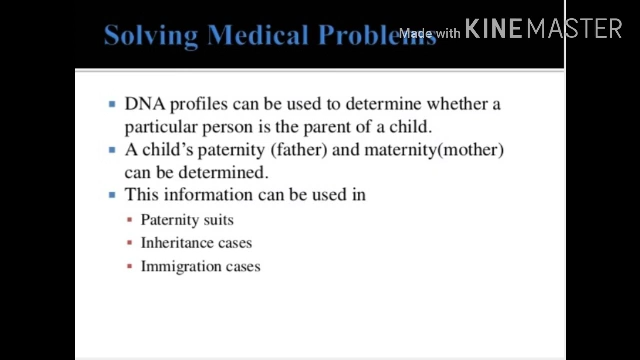 Solving Medical Problems
Made with KINEMASTER
DNA profiles can be used to determine whether a
particular person is the parent of a child.
A child's paternity (father) and maternity(mother)
can be determined.
This information can be used in
Paternity suits
Inheritance cases
Immigration cases